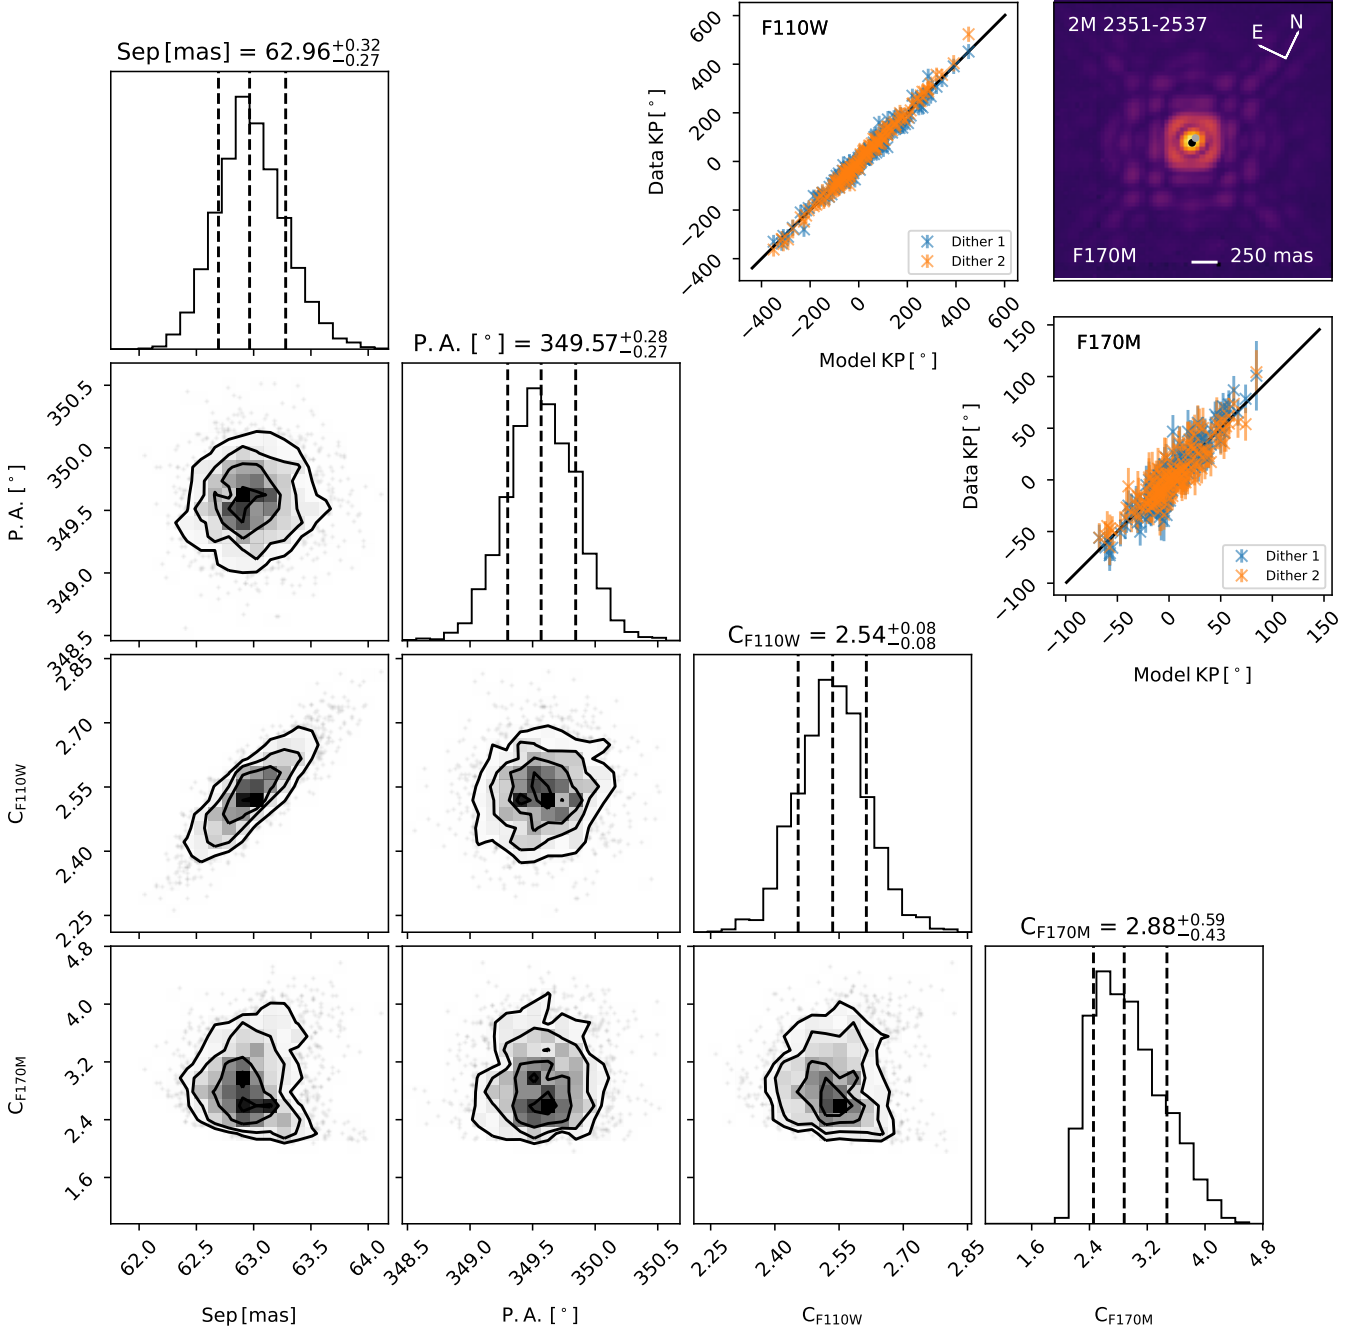 Sep [mas] = 62.96 +0.32 −0.27
P. A. [°] = 349.57 +0.28 −0.27
C F110W = 2.54 +0.08 −0.08
C F170M = 2.88 +0.59 −0.43
F110W
Data KP [°]
600
400
200
0
−200
−400
Dither 1
Dither 2
−400 −200 0 200 400 600
Model KP [°]
2M 2351-2537
E N
F170M
250 mas
F170M
Data KP [°]
150
100
50
0
−50
−100
Dither 1
Dither 2
−100 −50 0 50 100 150
Model KP [°]
P. A. [°]
350.5
350.0
349.5
349.0
348.5
C F110W
2.85
2.70
2.55
2.40
2.25
C F170M
4.8
4.0
3.2
2.4
1.6
62.0 62.5 63.0 63.5 64.0
Sep [mas]
348.5 349.0 349.5 350.0 350.5
P. A. [°]
2.25 2.40 2.55 2.70 2.85
C F110W
1.6 2.4 3.2 4.0 4.8
C F170M